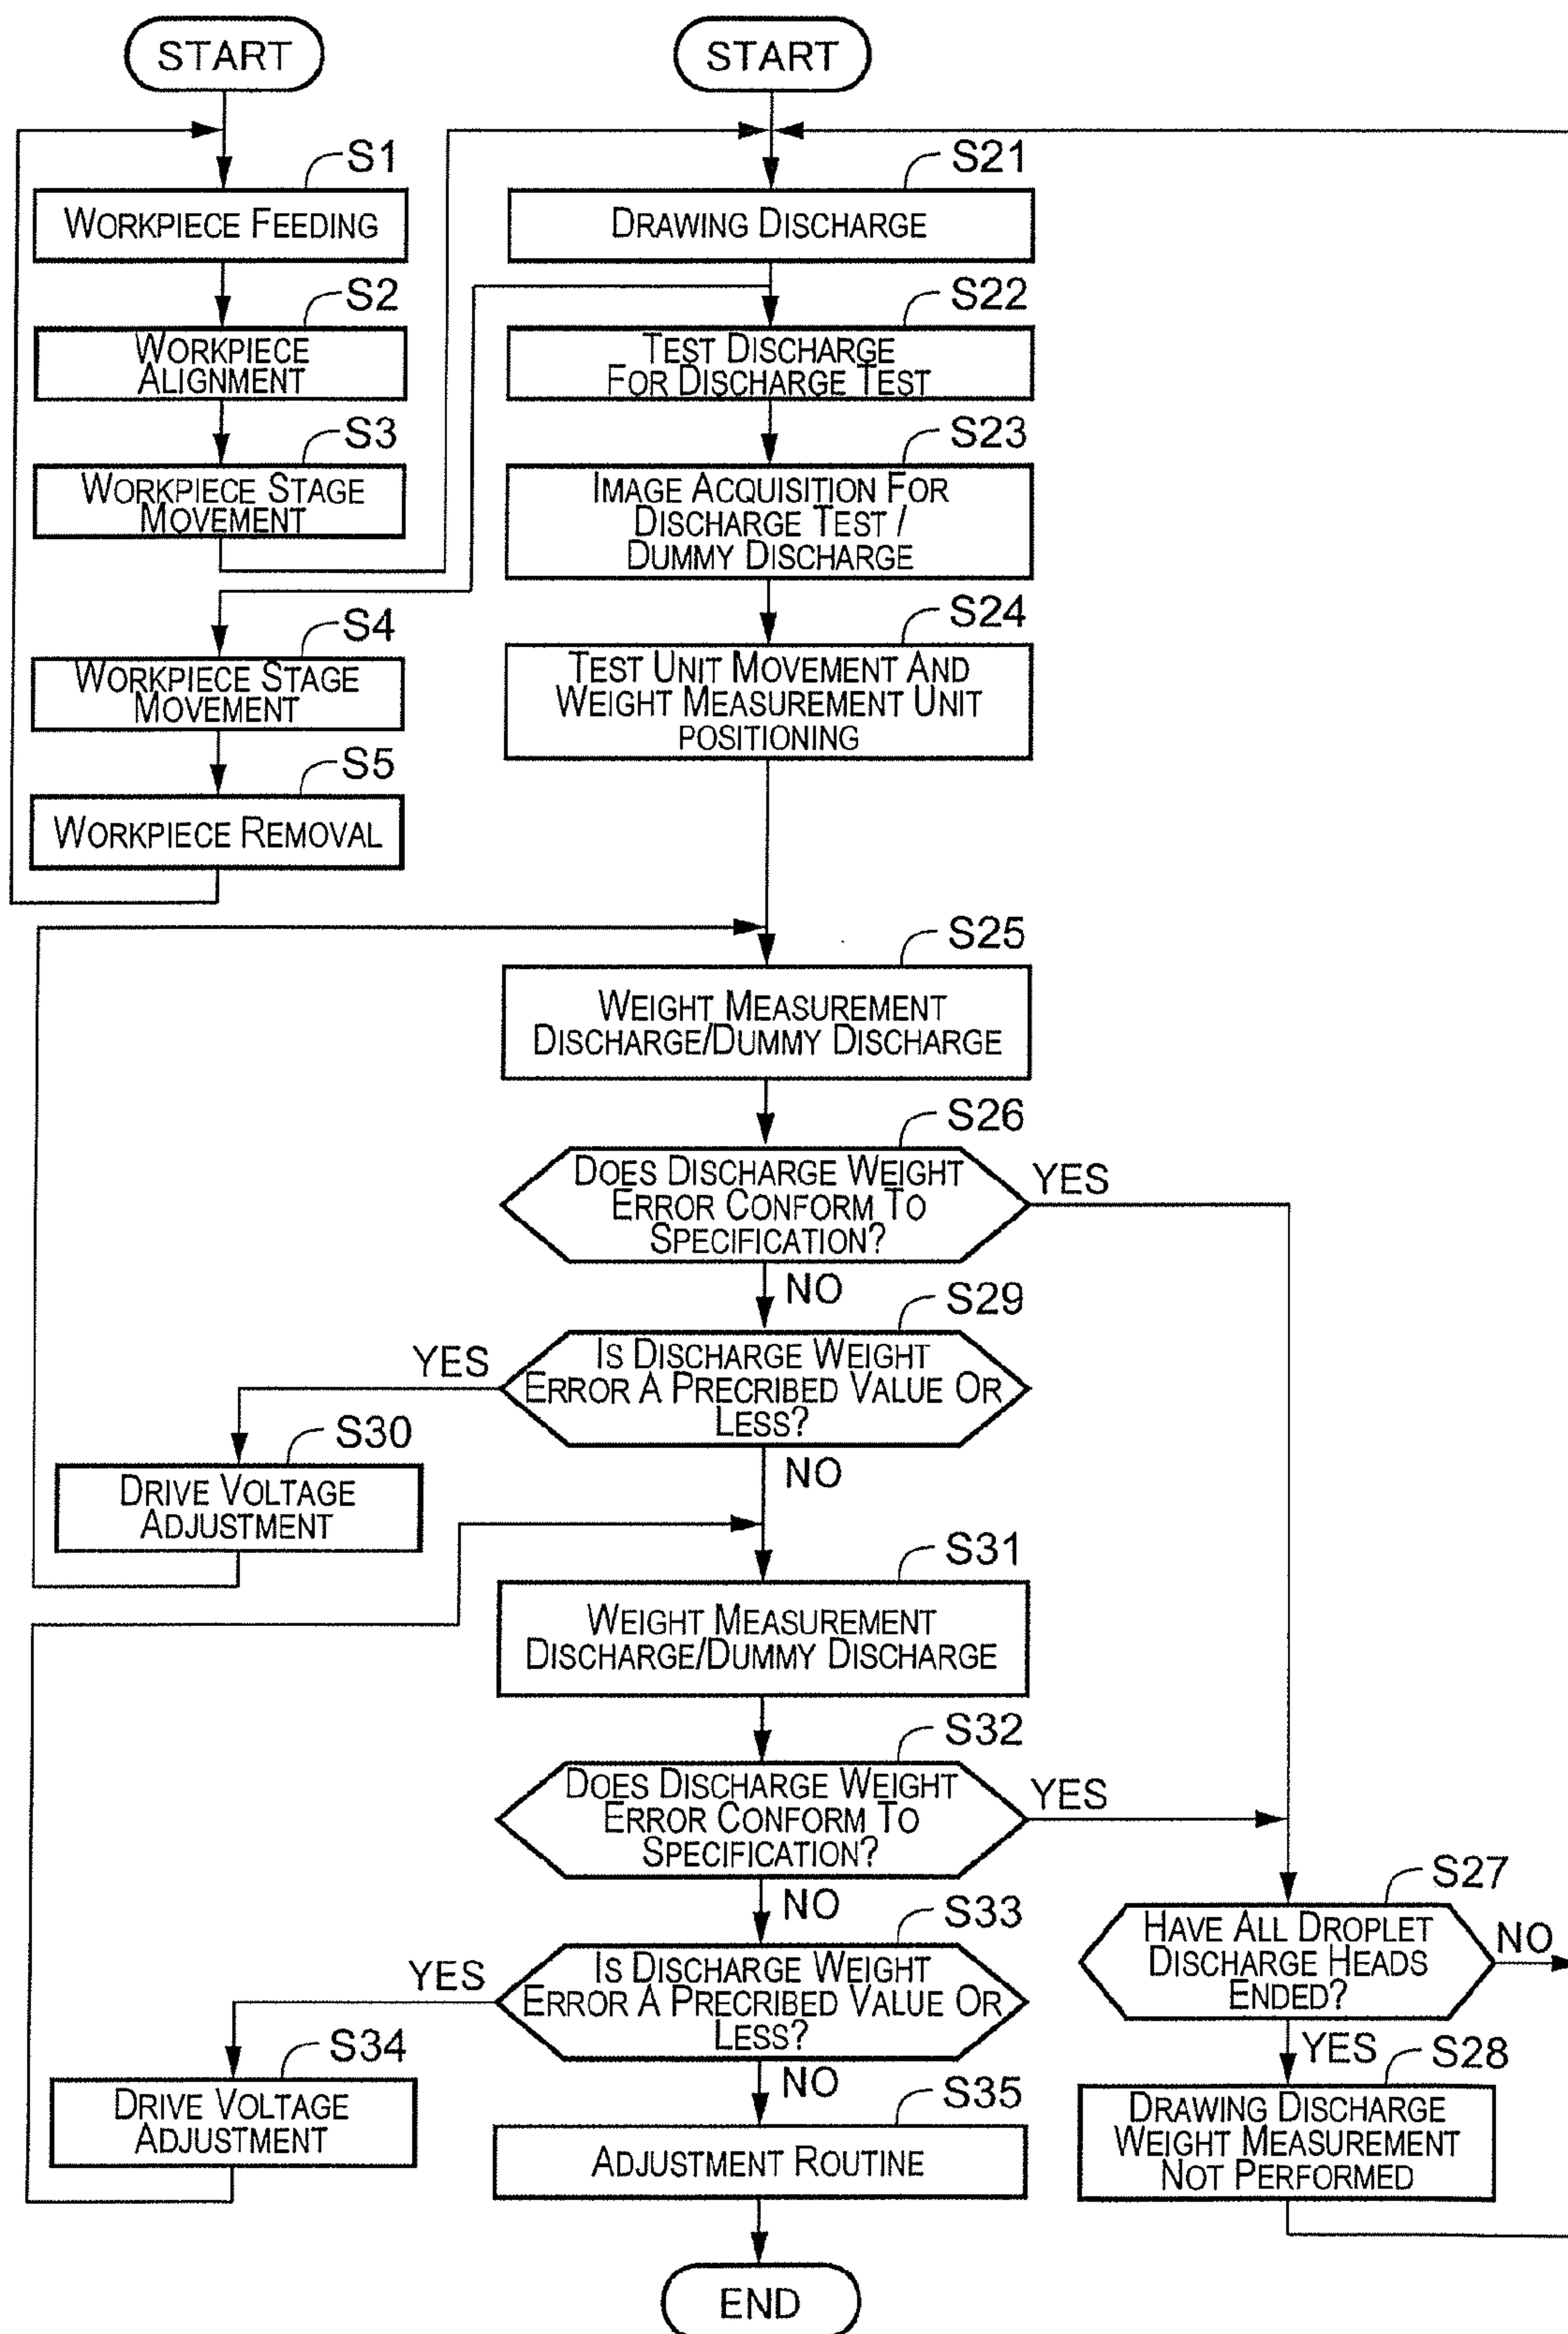 START
S1
WORKPIECE FEEDING
S2
WORKPIECE
ALIGNMENT
S3
WORKPIECE STAGE
MOVEMENT
S4
WORKPIECE STAGE
MOVEMENT
S5
WORKPIECE REMOVAL
START
S21
DRAWING DISCHARGE
S22
TEST DISCHARGE
FOR DISCHARGE TEST
S23
IMAGE ACQUISITION FOR
DISCHARGE TEST /
DUMMY DISCHARGE
S24
TEST UNIT MOVEMENT AND
WEIGHT MEASUREMENT UNIT
POSITIONING
S25
WEIGHT MEASUREMENT
DISCHARGE/DUMMY DISCHARGE
S26
DOES DISCHARGE WEIGHT
ERROR CONFORM TO
SPECIFICATION?
YES
NO
S29
IS DISCHARGE WEIGHT
ERROR A PRECRIBED VALUE OR
LESS?
YES
NO
S30
DRIVE VOLTAGE
ADJUSTMENT
S31
WEIGHT MEASUREMENT
DISCHARGE/DUMMY DISCHARGE
S32
DOES DISCHARGE WEIGHT
ERROR CONFORM TO
SPECIFICATION?
YES
NO
S33
IS DISCHARGE WEIGHT
ERROR A PRECRIBED VALUE OR
LESS?
YES
NO
S34
DRIVE VOLTAGE
ADJUSTMENT
S35
ADJUSTMENT ROUTINE
END
S27
HAVE ALL DROPLET
DISCHARGE HEADS
ENDED?
NO
YES
S28
DRAWING DISCHARGE
WEIGHT MEASUREMENT
NOT PERFORMED